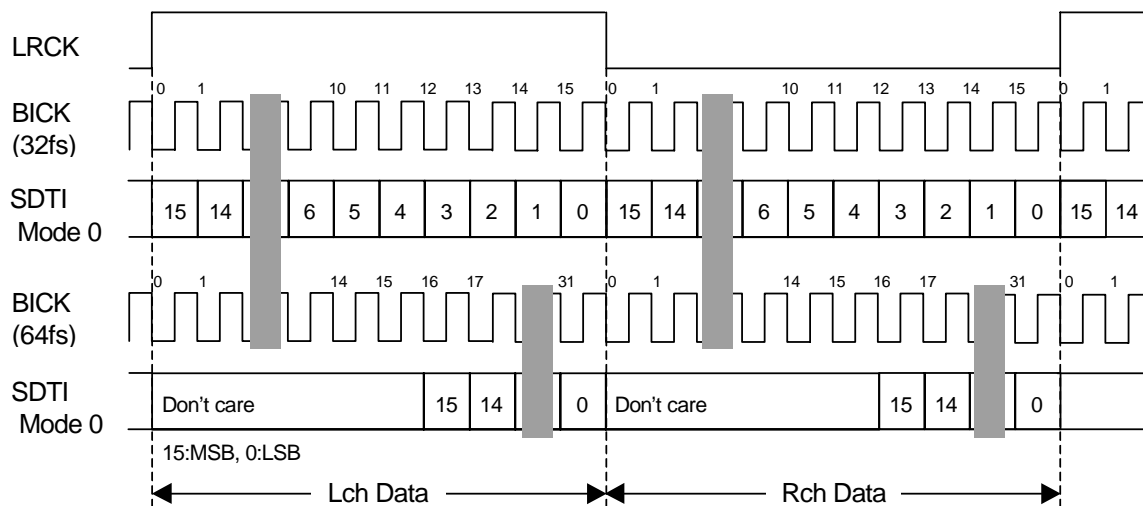 LRCK
0 1 10 11 12 13 14 15 0 1 10 11 12 13 14 15 0 1
BICK
(32fs)
SDTI
Mode 0
15 14 6 5 4 3 2 1 0 15 14 6 5 4 3 2 1 0 15 14
0 1 14 15 16 17 31 0 1 14 15 16 17 31 0 1
BICK
(64fs)
SDTI
Mode 0
Don't care 15 14 0 Don't care 15 14 0
15:MSB, 0:LSB
Lch Data Rch Data